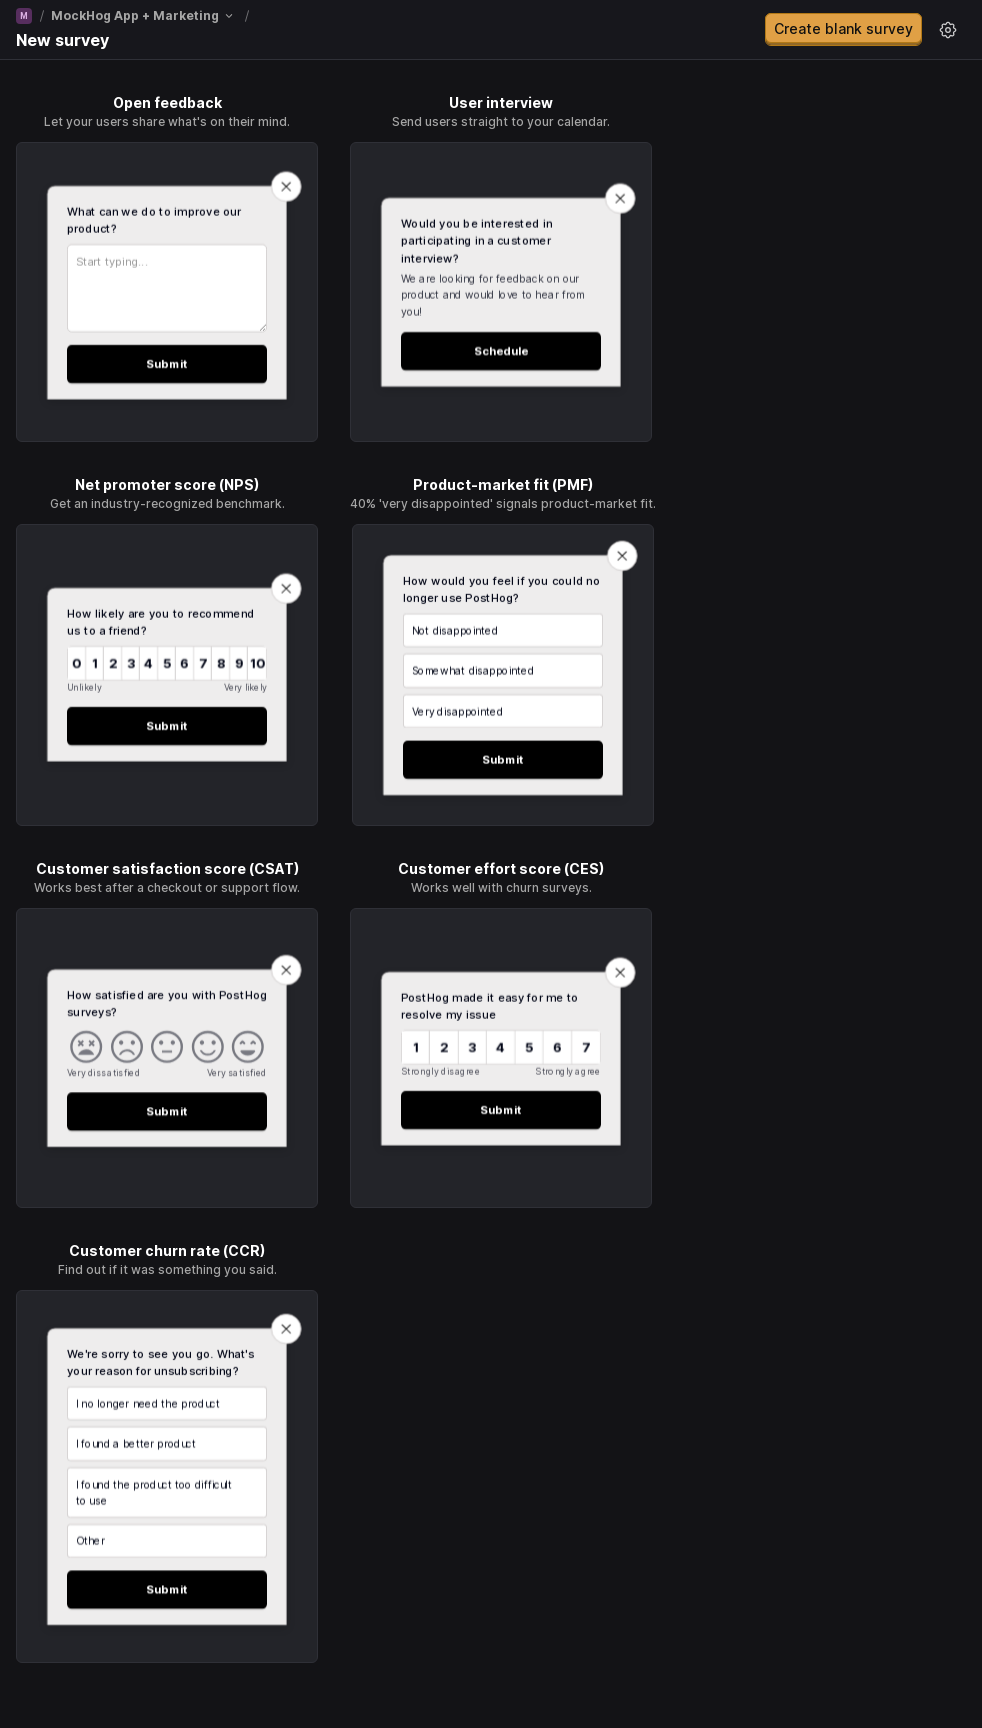 M / MockHog App + Marketing /
New survey
Create blank survey
Open feedback
Let your users share what's on their mind.
What can we do to improve our
product?
Start typing...
Submit
User interview
Send users straight to your calendar.
Would you be interested in
participating in a customer
interview?
We are looking for feedback on our
product and would love to hear from
you!
Schedule
Net promoter score (NPS)
Get an industry-recognized benchmark.
How likely are you to recommend
us to a friend?
0 1 2 3 4 5 6 7 8 9 10
Unlikely Very likely
Submit
Product-market fit (PMF)
40% 'very disappointed' signals product-market fit.
How would you feel if you could no
longer use PostHog?
Not disappointed
Somewhat disappointed
Very disappointed
Submit
Customer satisfaction score (CSAT)
Works best after a checkout or support flow.
How satisfied are you with PostHog
surveys?
Very dissatisfied Very satisfied
Submit
Customer effort score (CES)
Works well with churn surveys.
PostHog made it easy for me to
resolve my issue
1 2 3 4 5 6 7
Strongly disagree Strongly agree
Submit
Customer churn rate (CCR)
Find out if it was something you said.
We're sorry to see you go. What's
your reason for unsubscribing?
I no longer need the product
I found a better product
I found the product too difficult
to use
Other
Submit